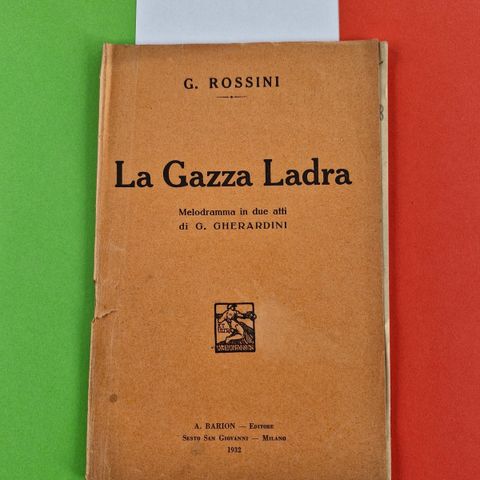 G. ROSSINI
La Gazza Ladra
Melodramma in due atti
di G. GHERARDINI
A. BARION — EDITORE
SESTO SAN GIOVANNI — MILANO
1932